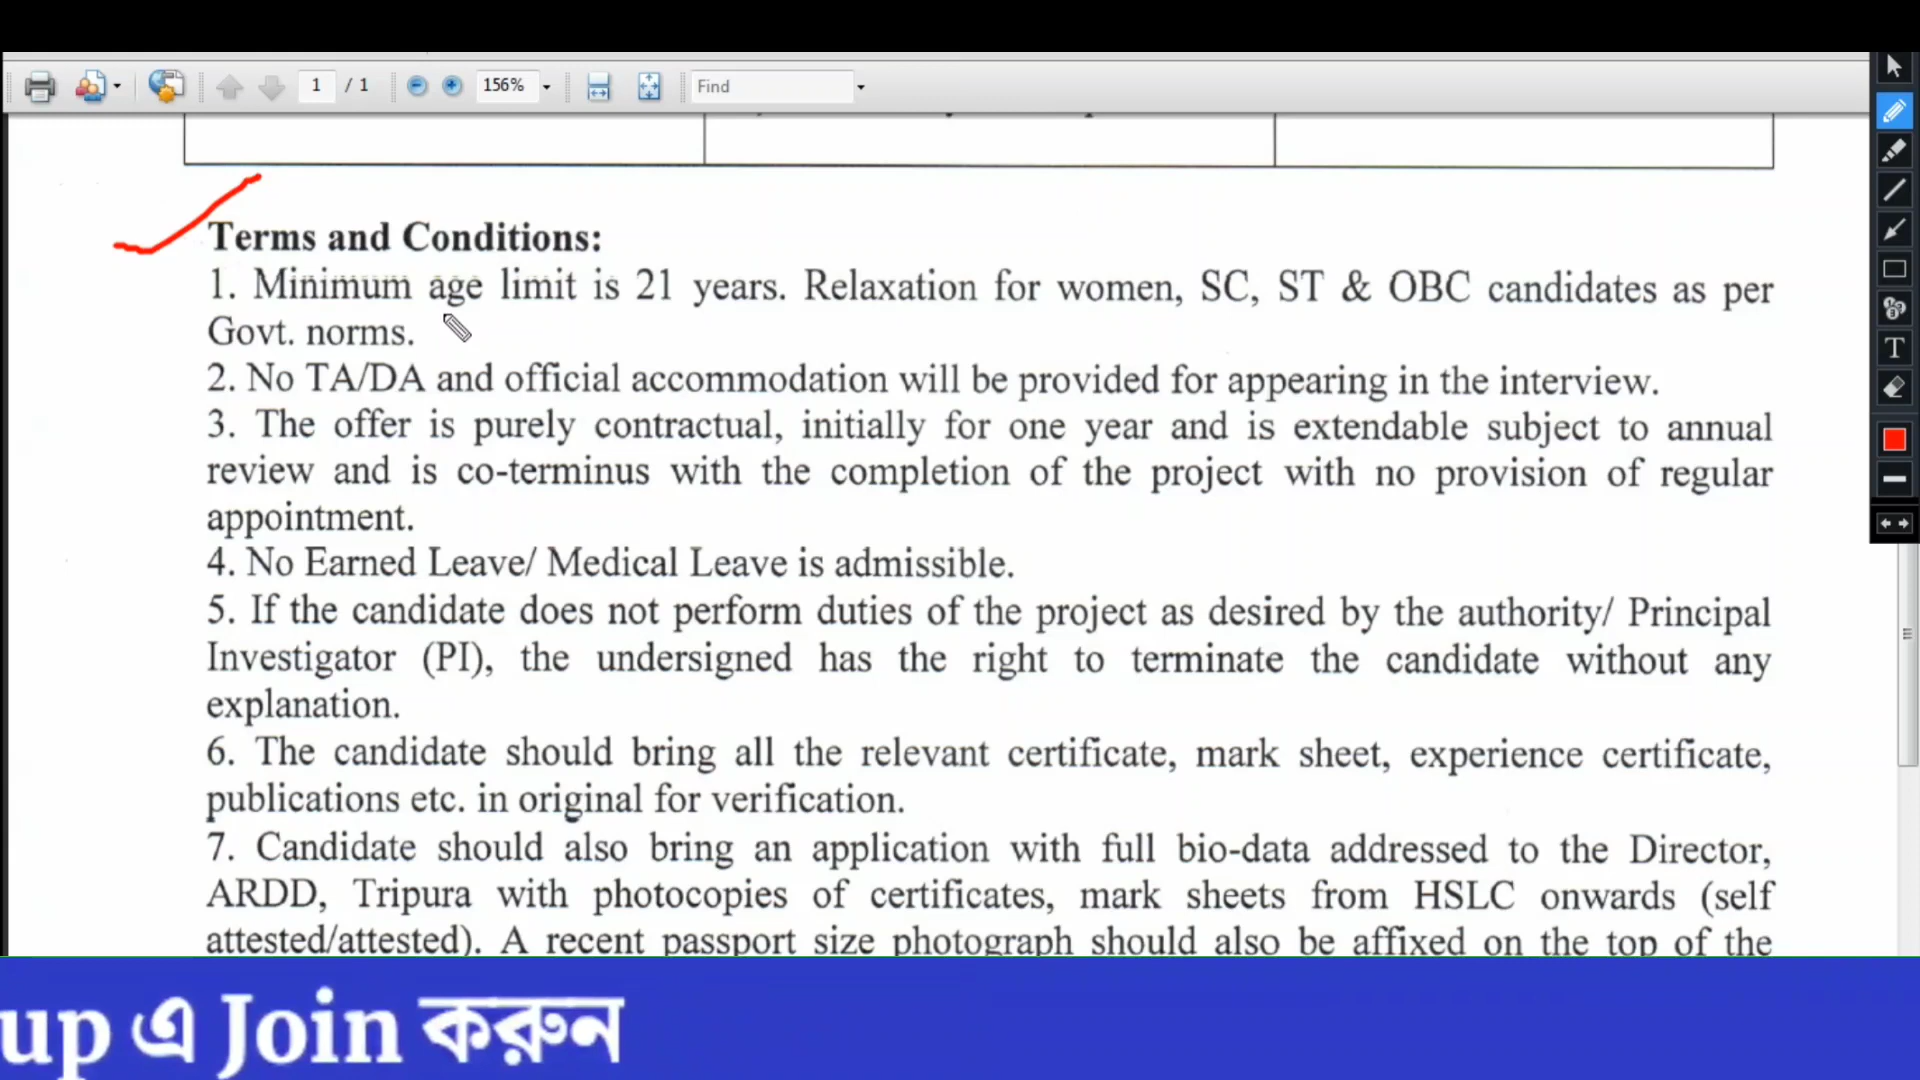 1 / 1 156% Find
Terms and Conditions:
1. Minimum age limit is 21 years. Relaxation for women, SC, ST & OBC candidates as per
Govt. norms.
2. No TA/DA and official accommodation will be provided for appearing in the interview.
3. The offer is purely contractual, initially for one year and is extendable subject to annual
review and is co-terminus with the completion of the project with no provision of regular
appointment.
4. No Earned Leave/ Medical Leave is admissible.
5. If the candidate does not perform duties of the project as desired by the authority/ Principal
Investigator (PI), the undersigned has the right to terminate the candidate without any
explanation.
6. The candidate should bring all the relevant certificate, mark sheet, experience certificate,
publications etc. in original for verification.
7. Candidate should also bring an application with full bio-data addressed to the Director,
ARDD, Tripura with photocopies of certificates, mark sheets from HSLC onwards (self
attested/attested). A recent passport size photograph should also be affixed on the top of the
up এ Join করুন